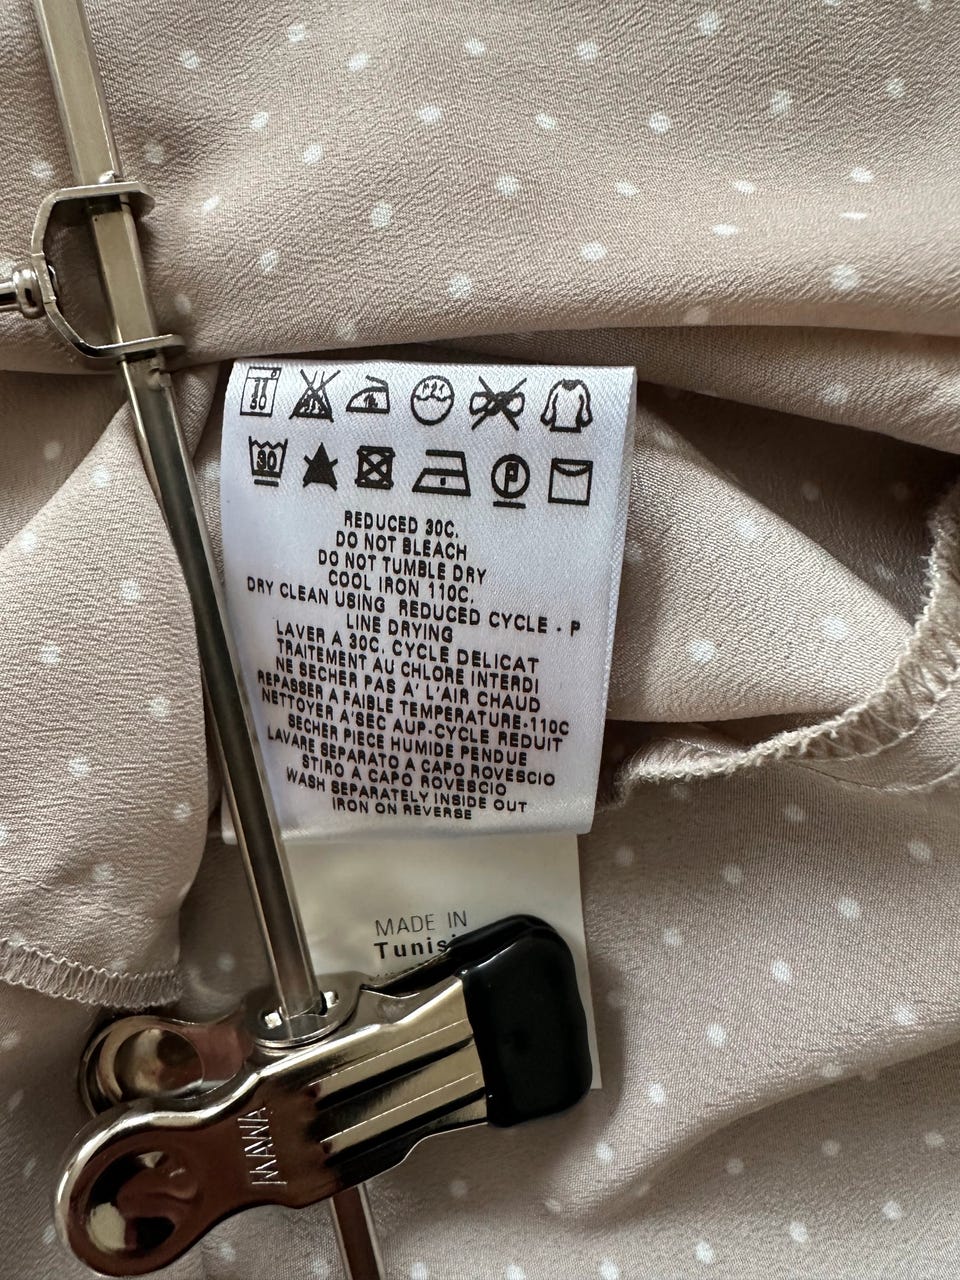 30
30
P
REDUCED 30C.
DO NOT BLEACH
DO NOT TUMBLE DRY
COOL IRON 110C.
DRY CLEAN USING REDUCED CYCLE - P
LINE DRYING
LAVER A 30C. CYCLE DELICAT
TRAITEMENT AU CHLORE INTERDI
NE SECHER PAS A' L'AIR CHAUD
REPASSER A FAIBLE TEMPERATURE-110C
NETTOYER A'SEC AUP.CYCLE REDUIT
SECHER PIECE HUMIDE PENDUE
LAVARE SEPARATO A CAPO ROVESCIO
STIRO A CAPO ROVESCIO
WASH SEPARATELY INSIDE OUT
IRON ON REVERSE
MADE IN
MAWA